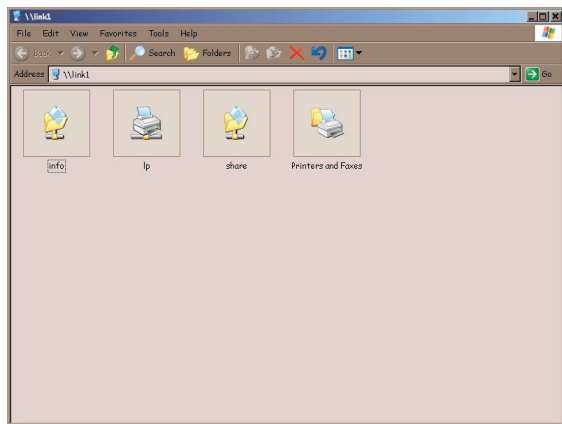 \\link1
File Edit View Favorites Tools Help
Back Search Folders
Address \\link1 Go
info lp share Printers and Faxes